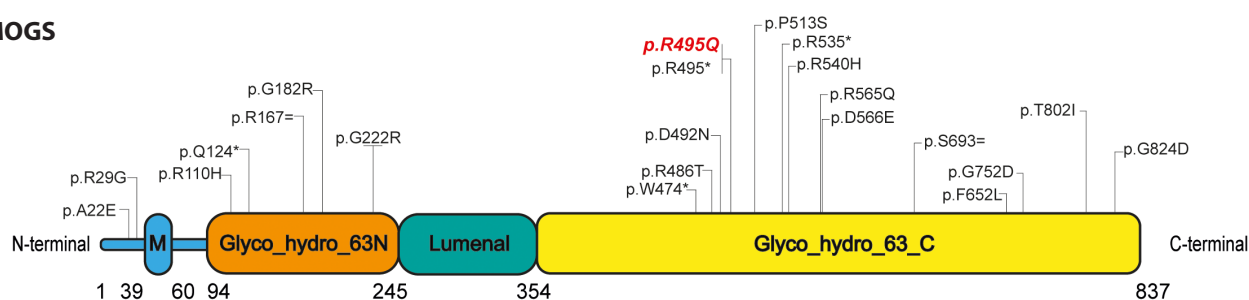 MOGS
p.P513S
p.R495Q
p.R535*
p.R495*
p.R540H
p.G182R
p.R565Q
p.R167=
p.D566E
p.T802I
p.G222R
p.D492N
p.S693=
p.Q124*
p.G824D
p.R110H
p.R486T
p.G752D
p.R29G
p.W474*
p.F652L
p.A22E
N-terminal
M
Glyco_hydro_63N
Lumenal
Glyco_hydro_63_C
C-terminal
1 39 60 94 245 354 837